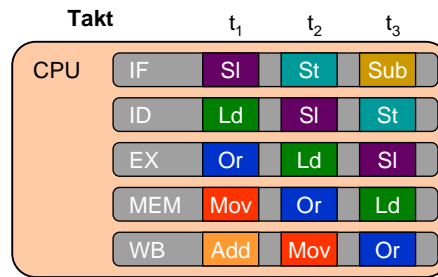 Takt t₁ t₂ t₃
CPU IF Sl St Sub
ID Ld Sl St
EX Or Ld Sl
MEM Mov Or Ld
WB Add Mov Or